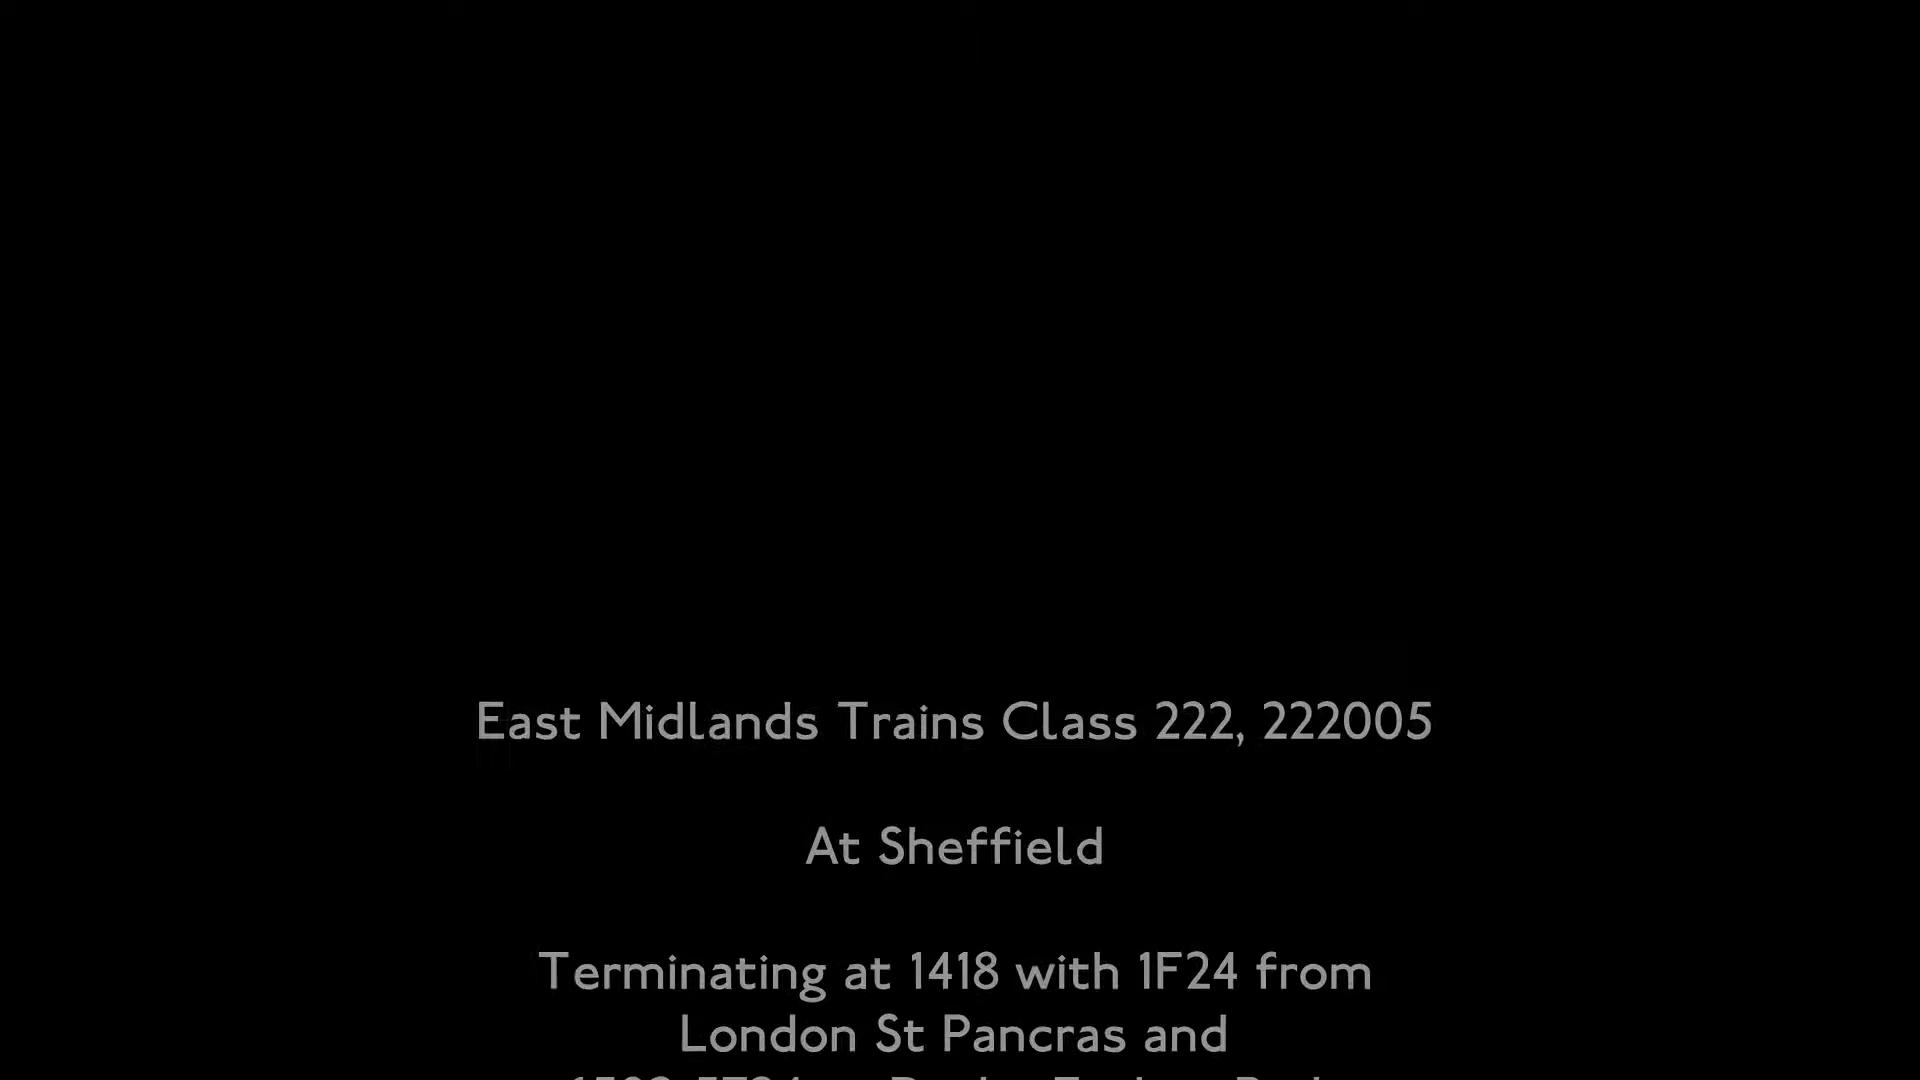 East Midlands Trains Class 222, 222005
At Sheffield
Terminating at 1418 with 1F24 from
London St Pancras and